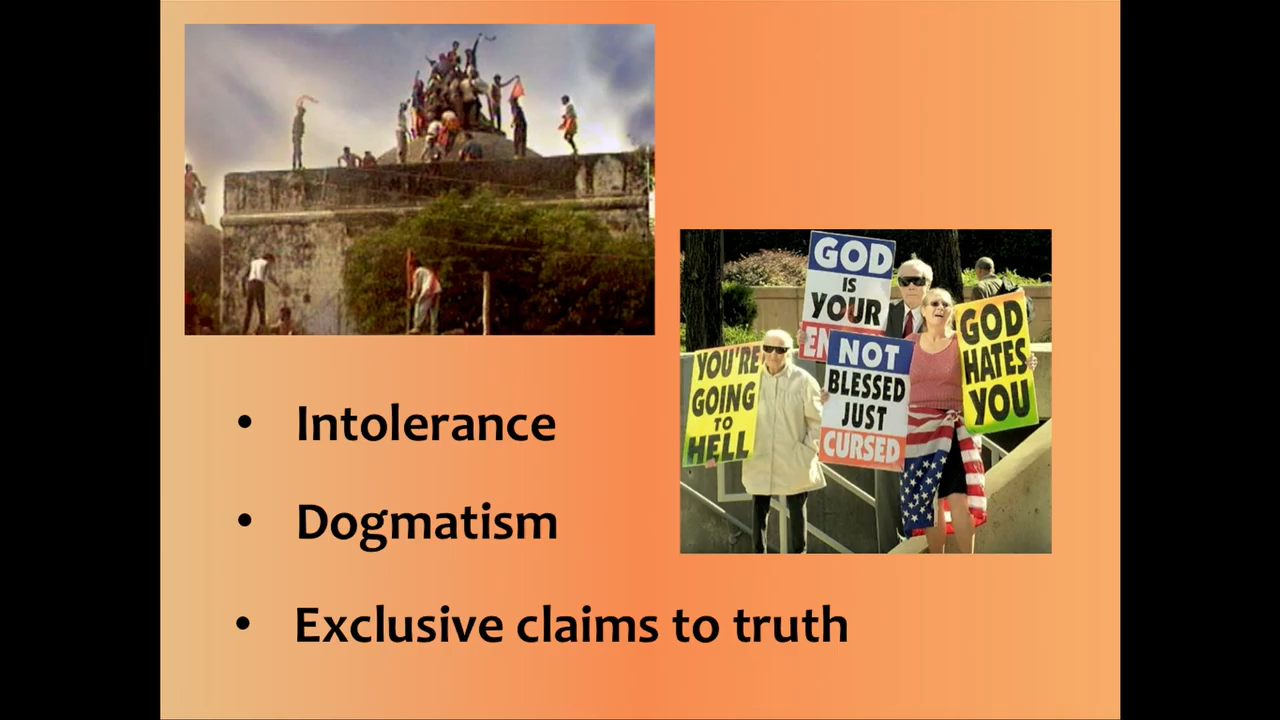 GOD
IS
YOUR
EN
NOT
BLESSED
JUST
CURSED
GOD
HATES
YOU
YOU'RE
GOING
TO
HELL
• Intolerance
• Dogmatism
• Exclusive claims to truth